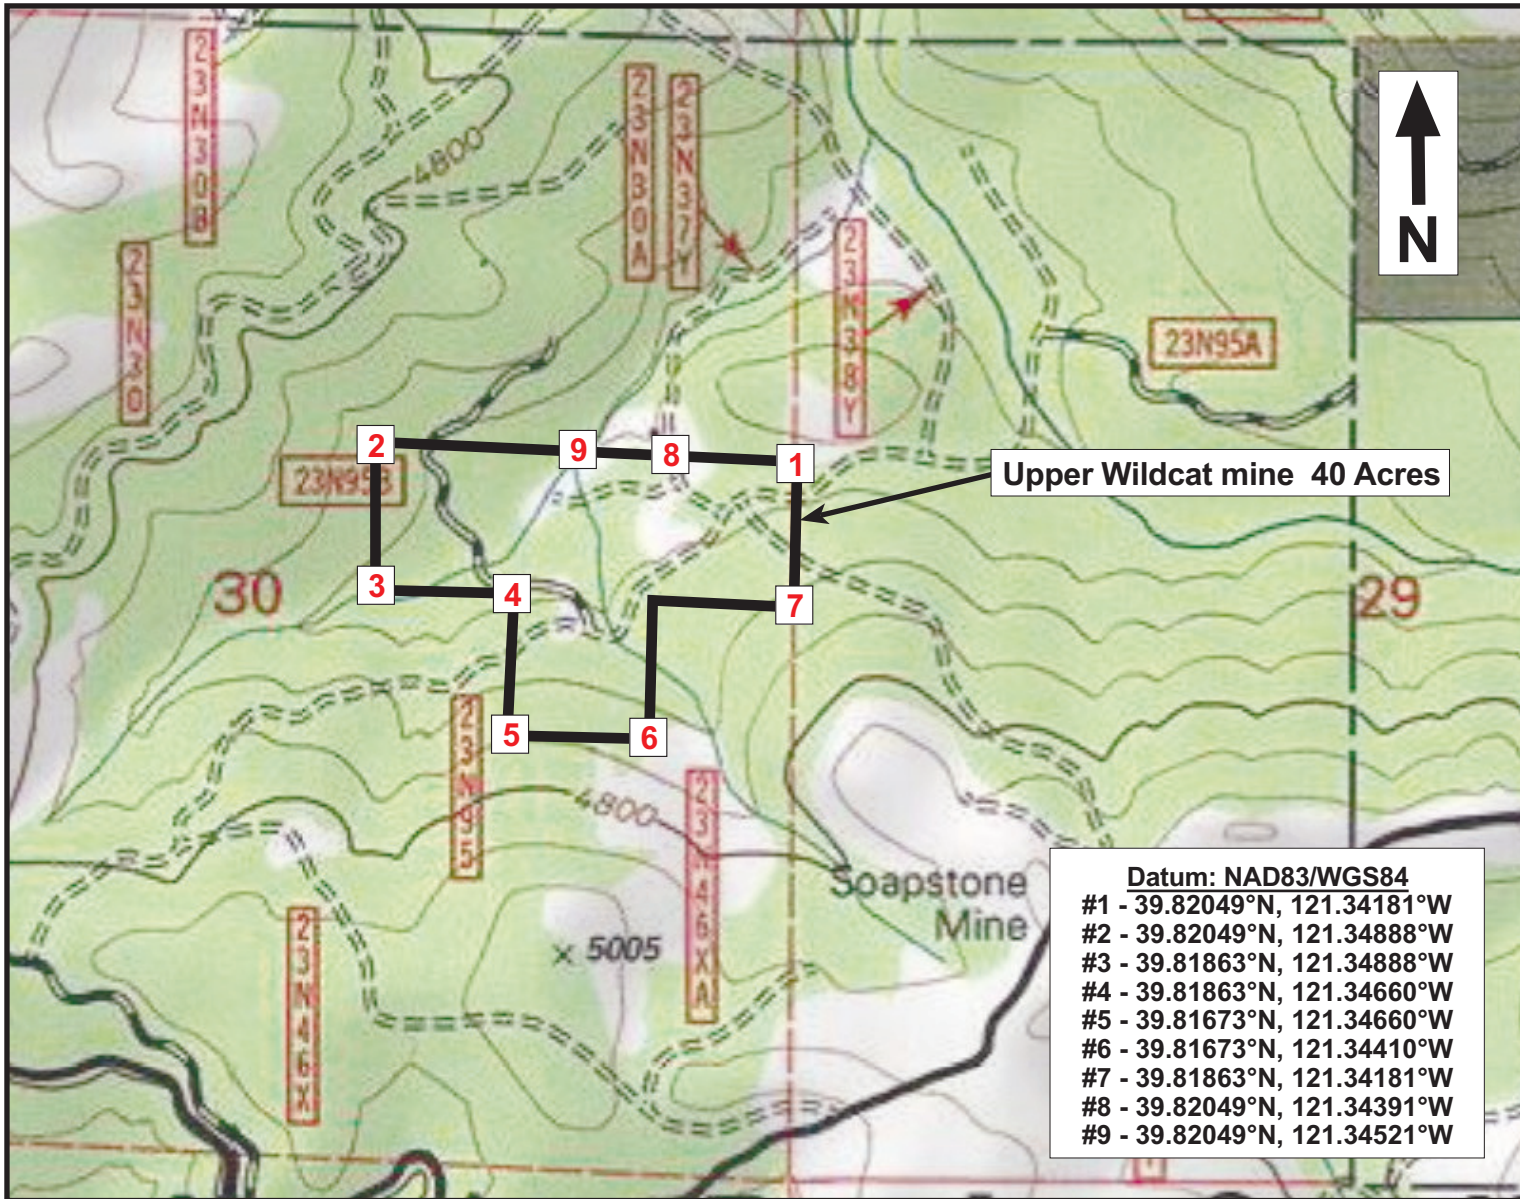 23N30B
23N30A
23N37Y
N
4800
23N30
23N38Y
23N95A
2
9
8
1
23N95B
Upper Wildcat mine 40 Acres
30
3
4
7
29
5
6
23N95
4800
23N46XA
Soapstone
Mine
× 5005
23N46X
Datum: NAD83/WGS84
#1 - 39.82049°N, 121.34181°W
#2 - 39.82049°N, 121.34888°W
#3 - 39.81863°N, 121.34888°W
#4 - 39.81863°N, 121.34660°W
#5 - 39.81673°N, 121.34660°W
#6 - 39.81673°N, 121.34410°W
#7 - 39.81863°N, 121.34181°W
#8 - 39.82049°N, 121.34391°W
#9 - 39.82049°N, 121.34521°W